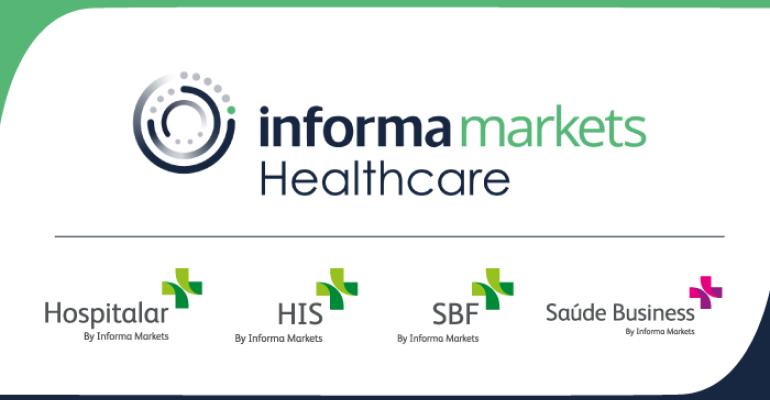 informa markets
Healthcare
Hospitalar
By Informa Markets
HIS
By Informa Markets
SBF
By Informa Markets
Saúde Business
By Informa Markets